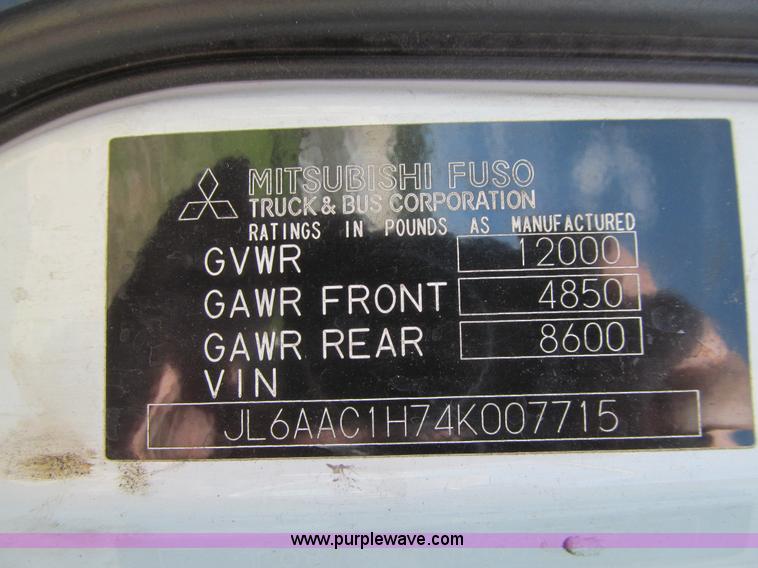 MITSUBISHI FUSO
TRUCK & BUS CORPORATION
RATINGS IN POUNDS AS MANUFACTURED
GVWR 12000
GAWR FRONT 4850
GAWR REAR 8600
VIN
JL6AAC1H74K007715
www.purplewave.com